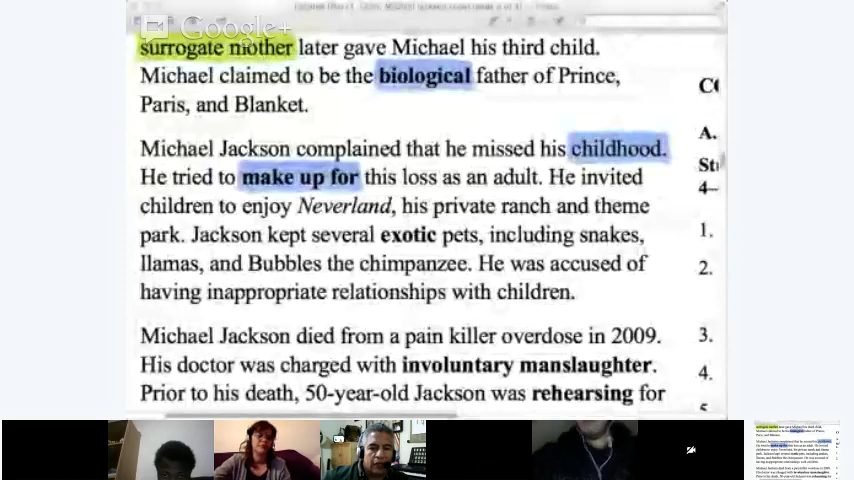 Google+
surrogate mother later gave Michael his third child.
Michael claimed to be the biological father of Prince,
Paris, and Blanket.
Michael Jackson complained that he missed his childhood.
He tried to make up for this loss as an adult. He invited
children to enjoy Neverland, his private ranch and theme
park. Jackson kept several exotic pets, including snakes,
llamas, and Bubbles the chimpanzee. He was accused of
having inappropriate relationships with children.
Michael Jackson died from a pain killer overdose in 2009.
His doctor was charged with involuntary manslaughter.
Prior to his death, 50-year-old Jackson was rehearsing for
A.
4–
1.
2.
3.
4.